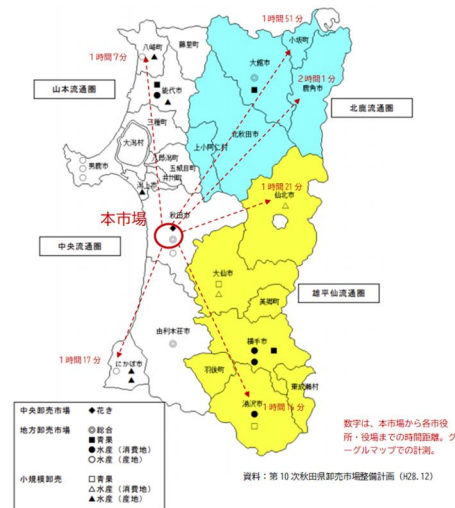 1時間51分
1時間7分
八峰町
藤里町
小坂町
2時間1分
大館市
鹿角市
能代市
山本流通圏
北鹿流通圏
三種町
北秋田市
上小阿仁村
大潟村
五城目町
井川町
男鹿市
潟上市
1時間21分
仙北市
秋田市
本市場
中央流通圏
大仙市
雄平仙流通圏
美郷町
由利本荘市
横手市
1時間17分
にかほ市
羽後町
東成瀬村
湯沢市
中央卸売市場 ◆花き
地方卸売市場 ◎総合
■青果
●水産(消費地)
○水産(産地)
小規模卸売 □青果
△水産(消費地)
▲水産(産地)
数字は、本市場から各市役
所・役場までの時間距離。グ
ーグルマップでの計測。
資料:第10次秋田県卸売市場整備計画(H28.12)